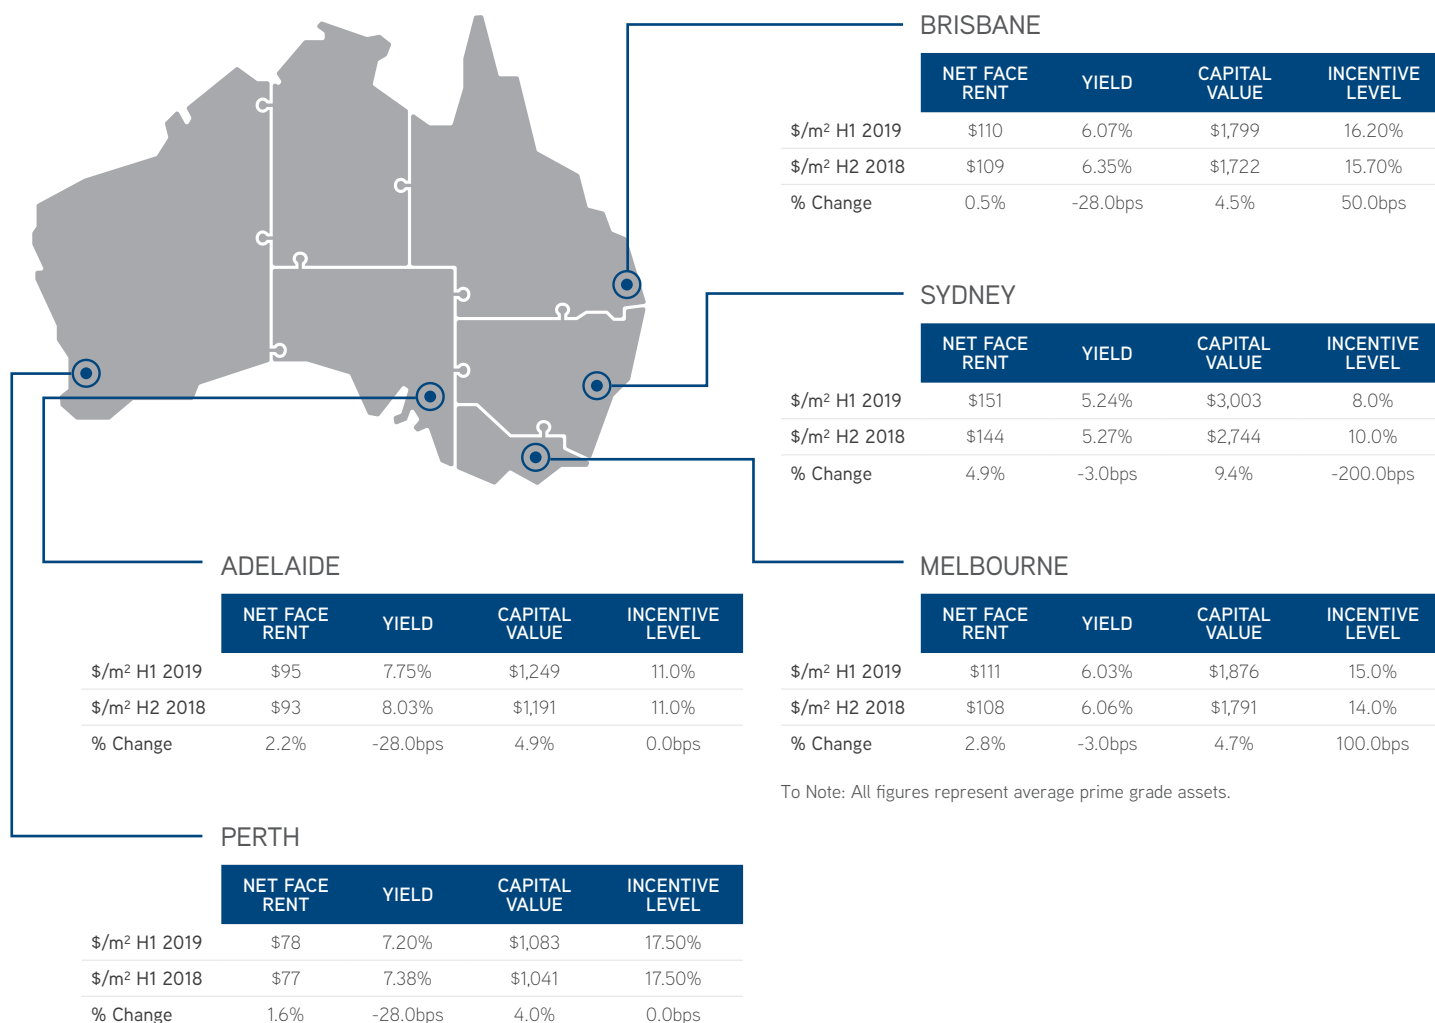 BRISBANE
NET FACE RENT YIELD CAPITAL VALUE INCENTIVE LEVEL
$/m² H1 2019 $110 6.07% $1,799 16.20%
$/m² H2 2018 $109 6.35% $1,722 15.70%
% Change 0.5% -28.0bps 4.5% 50.0bps
SYDNEY
NET FACE RENT YIELD CAPITAL VALUE INCENTIVE LEVEL
$/m² H1 2019 $151 5.24% $3,003 8.0%
$/m² H2 2018 $144 5.27% $2,744 10.0%
% Change 4.9% -3.0bps 9.4% -200.0bps
ADELAIDE
NET FACE RENT YIELD CAPITAL VALUE INCENTIVE LEVEL
$/m² H1 2019 $95 7.75% $1,249 11.0%
$/m² H2 2018 $93 8.03% $1,191 11.0%
% Change 2.2% -28.0bps 4.9% 0.0bps
MELBOURNE
NET FACE RENT YIELD CAPITAL VALUE INCENTIVE LEVEL
$/m² H1 2019 $111 6.03% $1,876 15.0%
$/m² H2 2018 $108 6.06% $1,791 14.0%
% Change 2.8% -3.0bps 4.7% 100.0bps
To Note: All figures represent average prime grade assets.
PERTH
NET FACE RENT YIELD CAPITAL VALUE INCENTIVE LEVEL
$/m² H1 2019 $78 7.20% $1,083 17.50%
$/m² H1 2018 $77 7.38% $1,041 17.50%
% Change 1.6% -28.0bps 4.0% 0.0bps